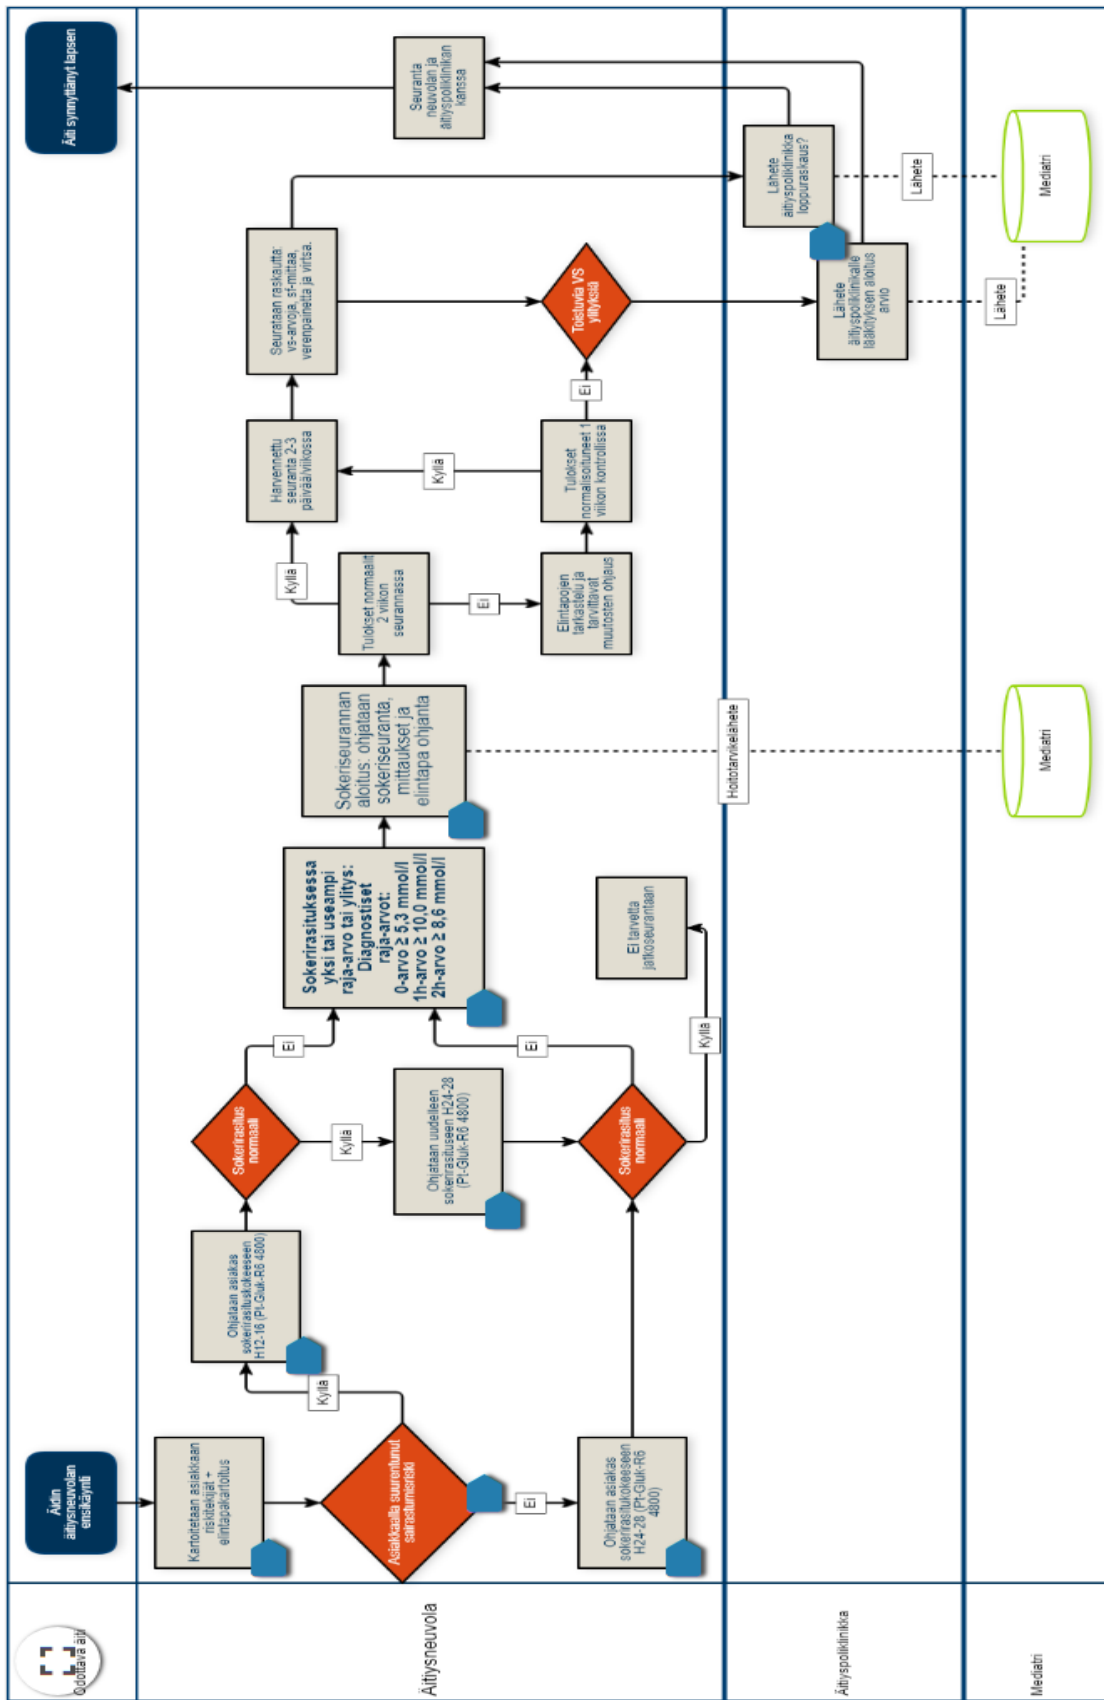 Odottava äiti
Äidin
äitiysneuvolan
ensikäynti
Äiti synnyttänyt lapsen
Äitiysneuvola
Kartoitetaan asiakkaan
riskitekijät +
elintapakartoitus
Asiakkaalla suurentunut
sairastumisriski
Kyllä
Ei
Ohjataan asiakas
sokerirasituskokeeseen
H12-16 (Pt-Gluk-R6 4800)
Ohjataan asiakas
sokerirasitukokeeseen
H24-28 (Pt-Gluk-R6
4800)
Sokerirasitus
normaali
Ei
Kyllä
Ohjataan uudelleen
sokerirasituseen H24-28
(Pt-Gluk-R6 4800)
Sokerirasitus
normaali
Ei
Kyllä
Ei tarvetta
jatkoseurantaan
Sokerirasituksessa
yksi tai useampi
raja-arvo tai ylitys:
Diagnostiset
raja-arvot:
0-arvo ≥ 5,3 mmol/l
1h-arvo ≥ 10,0 mmol/l
2h-arvo ≥ 8,6 mmol/l
Sokeriseurannan
aloitus: ohjataan
sokeriseuranta,
mittaukset ja
elintapa ohjanta
Hoitotarvikelähete
Tulokset normaalit
2 viikon
seurannassa
Kyllä
Ei
Elintapojen
tarkastelu ja
tarvittavat
muutosten ohjaus
Harvennettu
seuranta 2-3
päivää/viikossa
Kyllä
Tulokset
normalisoituneet 1
viikon kontrollissa
Ei
Seurataan raskautta:
vs-arvoja, sf-mittaa,
verenpainetta ja virtsa.
Toistuvia VS
ylityksiä
Seuranta
neuvolan ja
äitiyspoliklinikan
kanssa
Äitiyspoliklinikka
Lähete
äitiyspoliklinikka
loppuraskaus?
Lähete
äitiyspoliklinikalle
lääkityksen aloitus
arvio
Lähete
Lähete
Mediatri
Mediatri
Mediatri